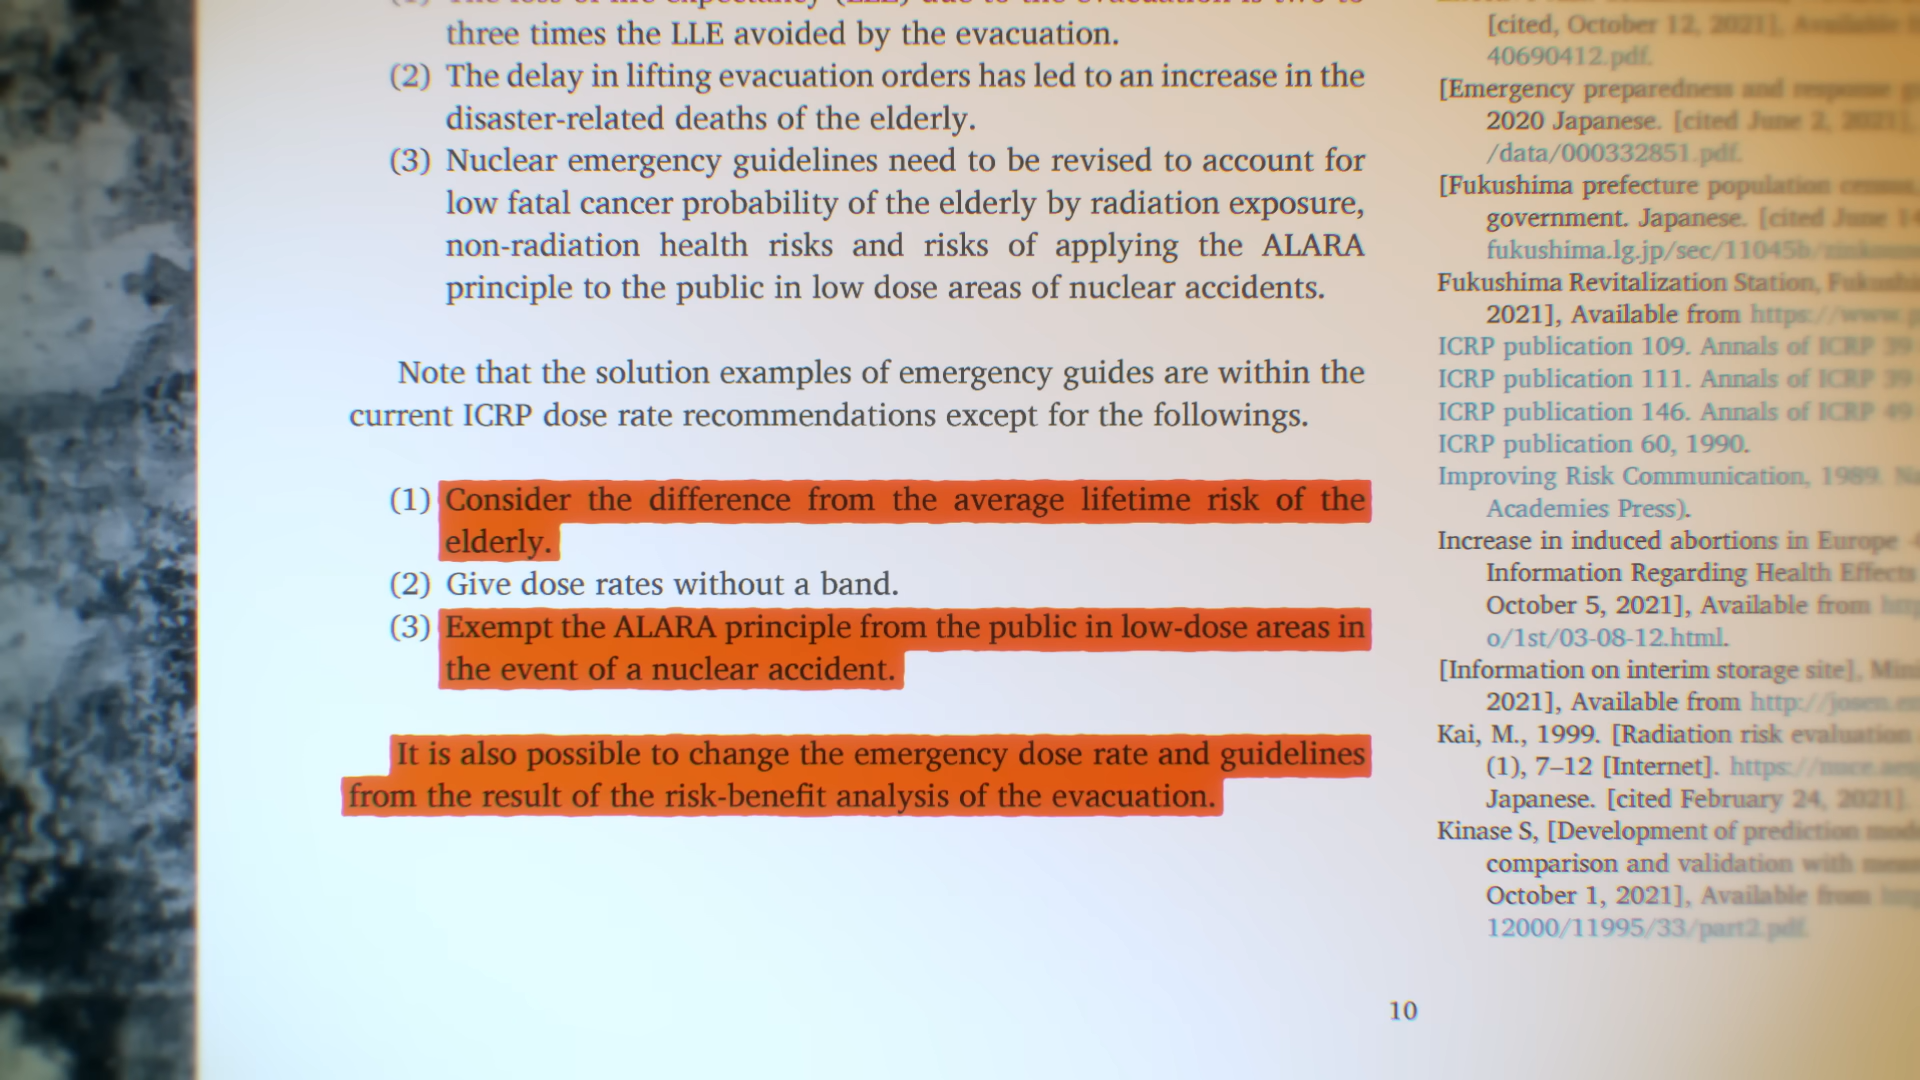 three times the LLE avoided by the evacuation.
(2) The delay in lifting evacuation orders has led to an increase in the
disaster-related deaths of the elderly.
(3) Nuclear emergency guidelines need to be revised to account for
low fatal cancer probability of the elderly by radiation exposure,
non-radiation health risks and risks of applying the ALARA
principle to the public in low dose areas of nuclear accidents.
Note that the solution examples of emergency guides are within the
current ICRP dose rate recommendations except for the followings.
(1) Consider the difference from the average lifetime risk of the
elderly.
(2) Give dose rates without a band.
(3) Exempt the ALARA principle from the public in low-dose areas in
the event of a nuclear accident.
It is also possible to change the emergency dose rate and guidelines
from the result of the risk-benefit analysis of the evacuation.
[cited, October 12, 2021], Available
40690412.pdf.
[Emergency preparedness and response
2020 Japanese. [cited June 2, 2021].
/data/000332851.pdf.
[Fukushima prefecture population census,
government. Japanese. [cited June
fukushima.lg.jp/sec/11045b/
Fukushima Revitalization Station,
2021], Available from https://www.
ICRP publication 109. Annals of ICRP 39
ICRP publication 111. Annals of ICRP 39
ICRP publication 146. Annals of ICRP 49
ICRP publication 60, 1990.
Improving Risk Communication, 1989.
Academies Press).
Increase in induced abortions in Europe
Information Regarding Health Effects
October 5, 2021], Available from
o/1st/03-08-12.html.
[Information on interim storage site],
2021], Available from
Kai, M., 1999. [Radiation risk evaluation
(1), 7–12 [Internet].
Japanese. [cited February 24, 2021].
Kinase S, [Development of prediction
comparison and validation with
October 1, 2021], Available from
12000/11995/33/part2.pdf.
10